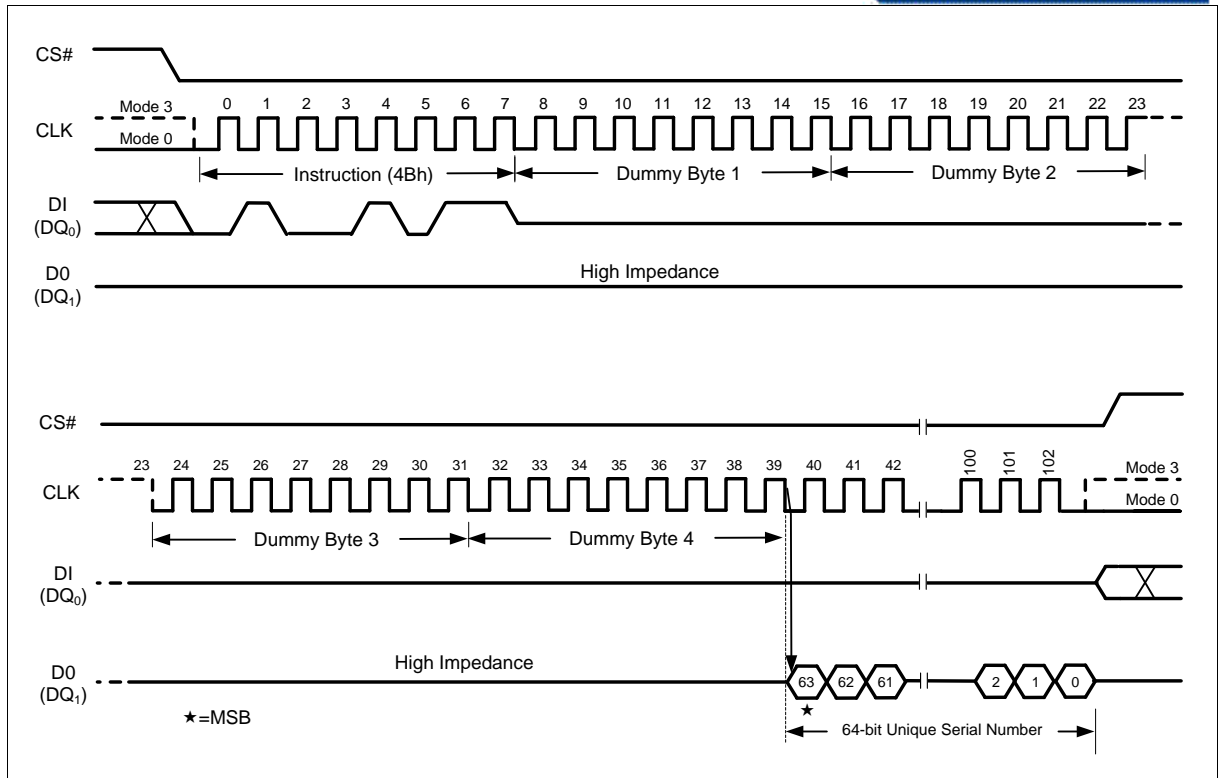 CS#
Mode 3 0 1 2 3 4 5 6 7 8 9 10 11 12 13 14 15 16 17 18 19 20 21 22 23
CLK
Mode 0
Instruction (4Bh) Dummy Byte 1 Dummy Byte 2
DI
(DQ0)
D0 High Impedance
(DQ1)
CS#
23 24 25 26 27 28 29 30 31 32 33 34 35 36 37 38 39 40 41 42 100 101 102 Mode 3
CLK Mode 0
Dummy Byte 3 Dummy Byte 4
DI
(DQ0)
D0 High Impedance 63 62 61 2 1 0
(DQ1)
★=MSB ★ 64-bit Unique Serial Number